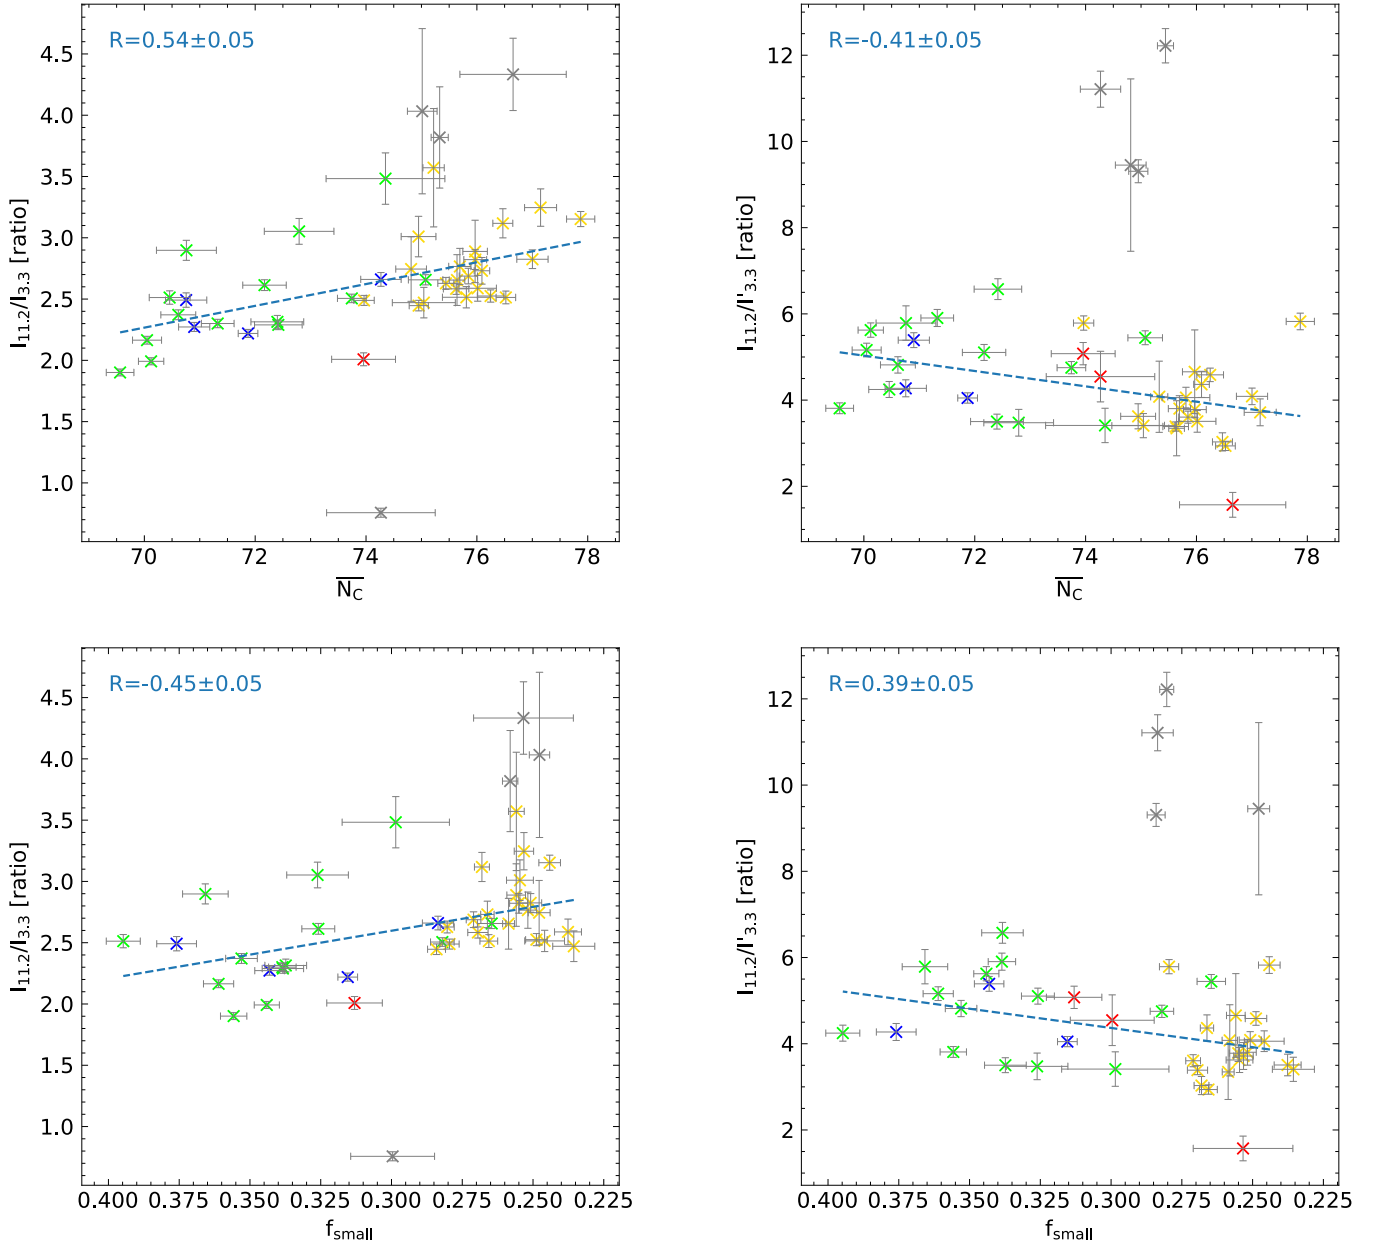 R=0.54±0.05
4.5
4.0
3.5
3.0
2.5
2.0
1.5
1.0
I11.2/I3.3 [ratio]
70 72 74 76 78
N̅C̅
R=-0.41±0.05
12
10
8
6
4
2
I11.2/I'3.3 [ratio]
70 72 74 76 78
N̅C̅
R=-0.45±0.05
4.5
4.0
3.5
3.0
2.5
2.0
1.5
1.0
I11.2/I3.3 [ratio]
0.400 0.375 0.350 0.325 0.300 0.275 0.250 0.225
fsmall
R=0.39±0.05
12
10
8
6
4
2
I11.2/I'3.3 [ratio]
0.400 0.375 0.350 0.325 0.300 0.275 0.250 0.225
fsmall